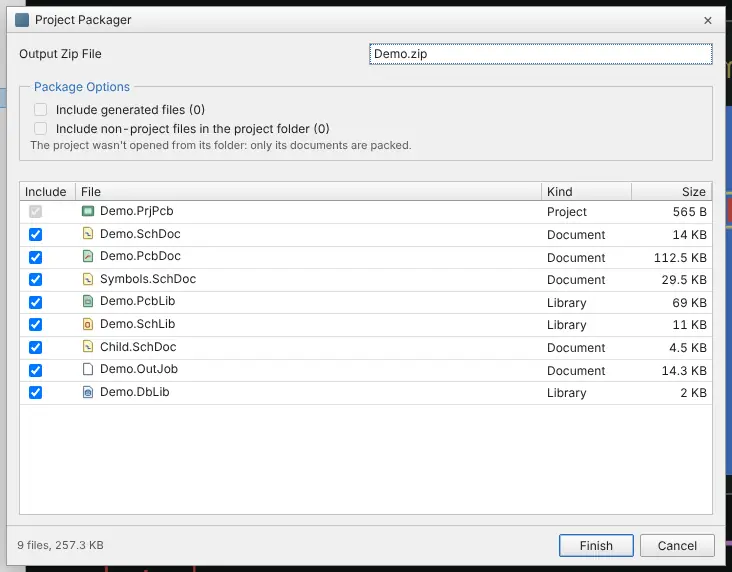 Project Packager
Output Zip File Demo.zip
Package Options
Include generated files (0)
Include non-project files in the project folder (0)
The project wasn't opened from its folder: only its documents are packed.
Include File Kind Size
Demo.PrjPcb Project 565 B
Demo.SchDoc Document 14 KB
Demo.PcbDoc Document 112.5 KB
Symbols.SchDoc Document 29.5 KB
Demo.PcbLib Library 69 KB
Demo.SchLib Library 11 KB
Child.SchDoc Document 4.5 KB
Demo.OutJob Document 14.3 KB
Demo.DbLib Library 2 KB
9 files, 257.3 KB Finish Cancel